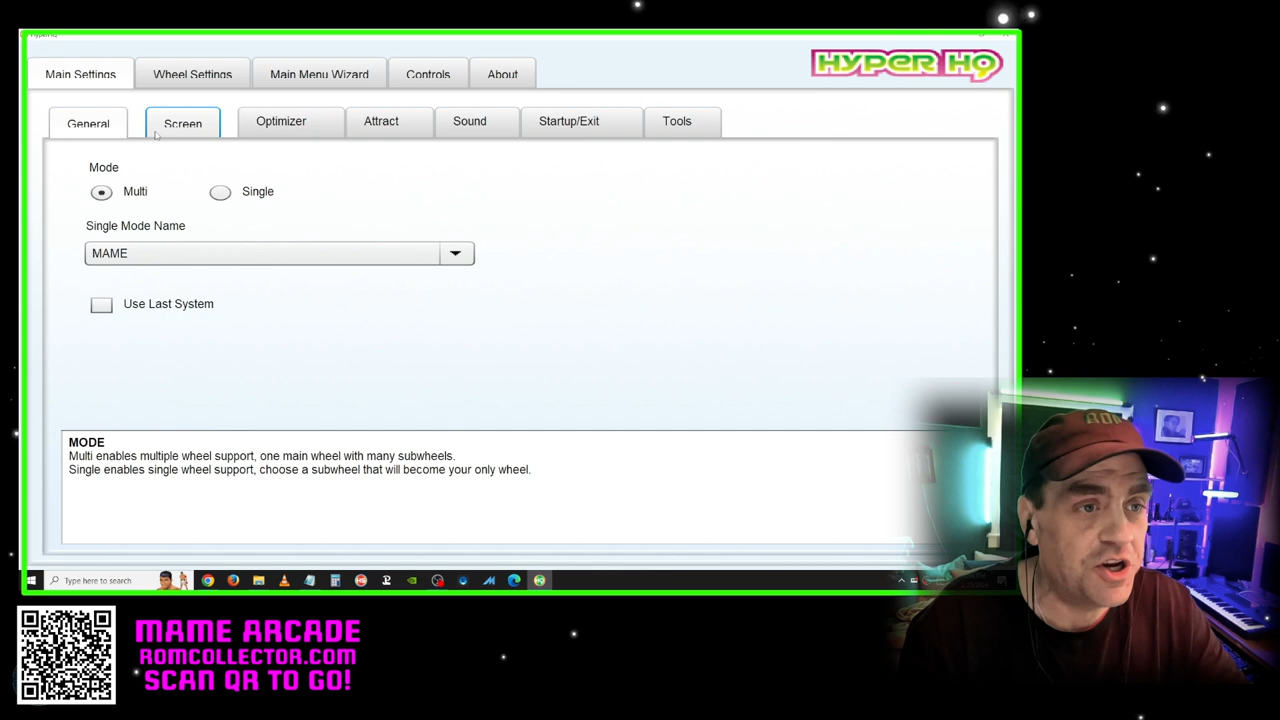 Main Settings
Wheel Settings
Main Menu Wizard
Controls
About
HYPER HQ
General
Screen
Optimizer
Attract
Sound
Startup/Exit
Tools
Mode
Multi
Single
Single Mode Name
MAME
Use Last System
MODE
Multi enables multiple wheel support, one main wheel with many subwheels.
Single enables single wheel support, choose a subwheel that will become your only wheel.
Type here to search
MAME ARCADE
ROMCOLLECTOR.COM
SCAN QR TO GO!